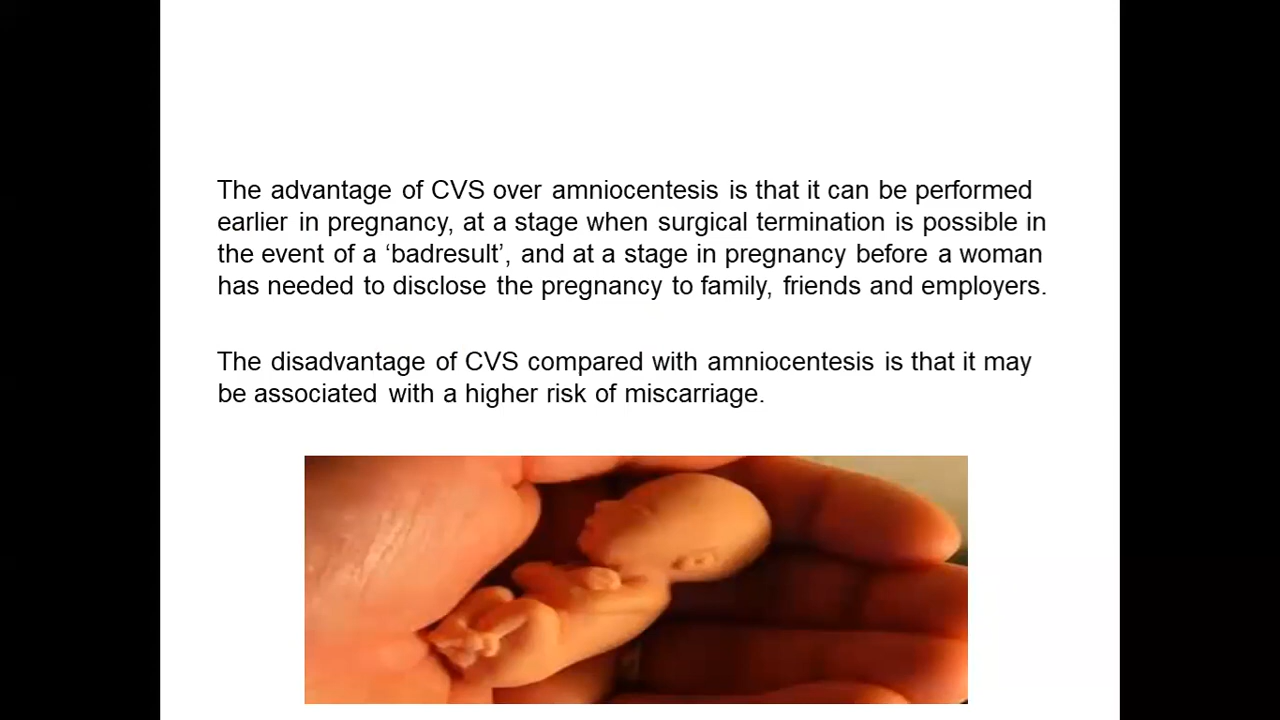 The advantage of CVS over amniocentesis is that it can be performed
earlier in pregnancy, at a stage when surgical termination is possible in
the event of a ‘badresult’, and at a stage in pregnancy before a woman
has needed to disclose the pregnancy to family, friends and employers.
The disadvantage of CVS compared with amniocentesis is that it may
be associated with a higher risk of miscarriage.